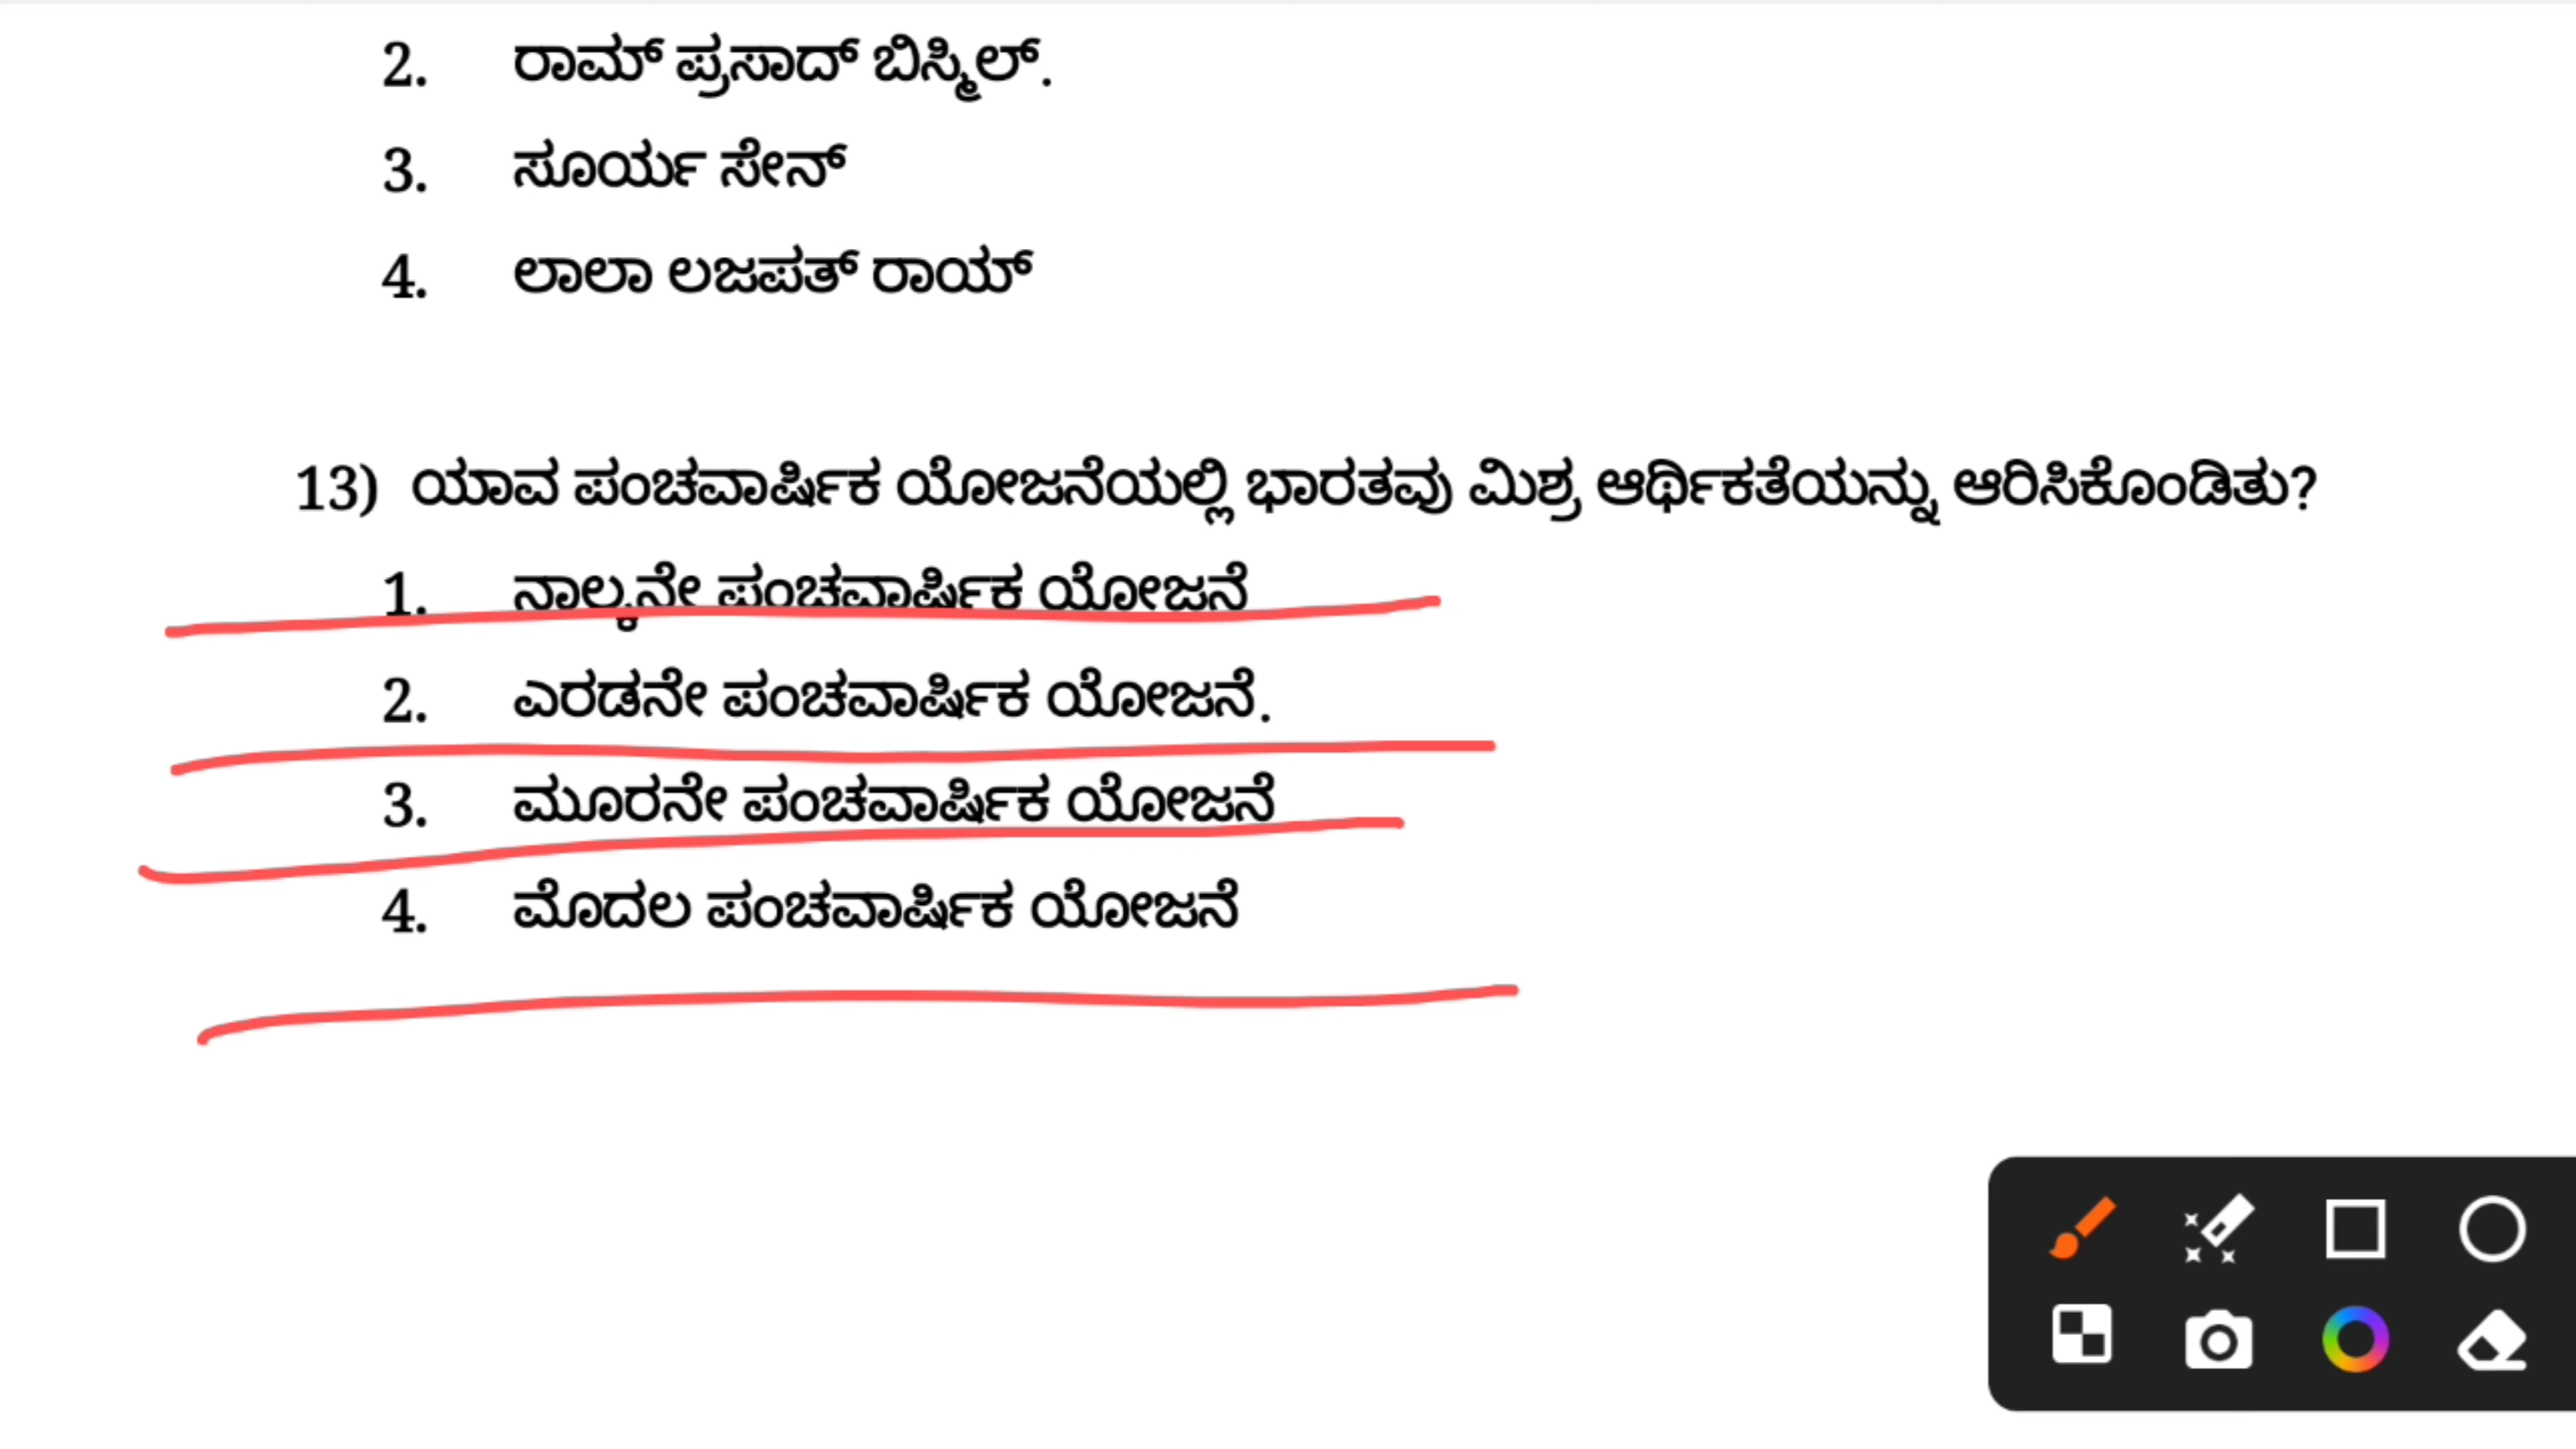 2. ರಾಮ್ ಪ್ರಸಾದ್ ಬಿಸ್ಮಿಲ್.
3. ಸೂರ್ಯ ಸೇನ್
4. ಲಾಲಾ ಲಜಪತ್ ರಾಯ್
13) ಯಾವ ಪಂಚವಾರ್ಷಿಕ ಯೋಜನೆಯಲ್ಲಿ ಭಾರತವು ಮಿಶ್ರ ಆರ್ಥಿಕತೆಯನ್ನು ಆರಿಸಿಕೊಂಡಿತು?
1. ನಾಲ್ಕನೇ ಪಂಚವಾರ್ಷಿಕ ಯೋಜನೆ
2. ಎರಡನೇ ಪಂಚವಾರ್ಷಿಕ ಯೋಜನೆ.
3. ಮೂರನೇ ಪಂಚವಾರ್ಷಿಕ ಯೋಜನೆ
4. ಮೊದಲ ಪಂಚವಾರ್ಷಿಕ ಯೋಜನೆ